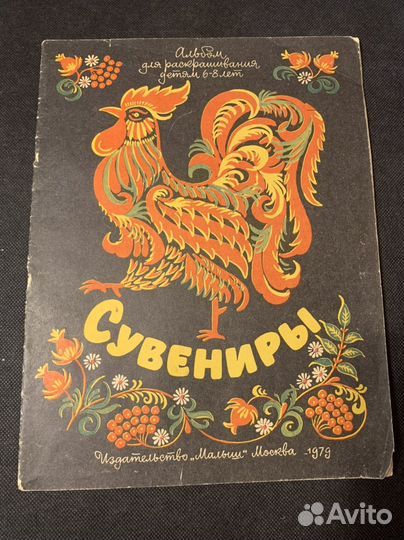 Альбом
для раскрашивания
детям 6-8 лет
Сувениры
Издательство „Малыш" Москва - 1979
Avito